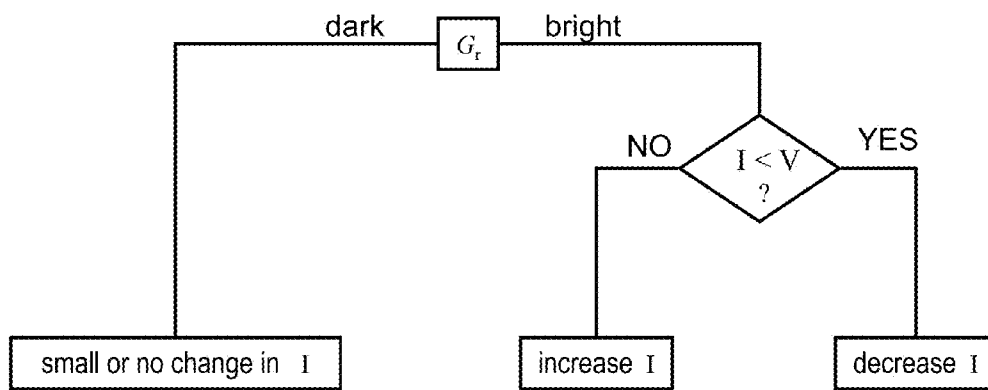 dark
G_r
bright
NO
I < V
?
YES
small or no change in I
increase I
decrease I